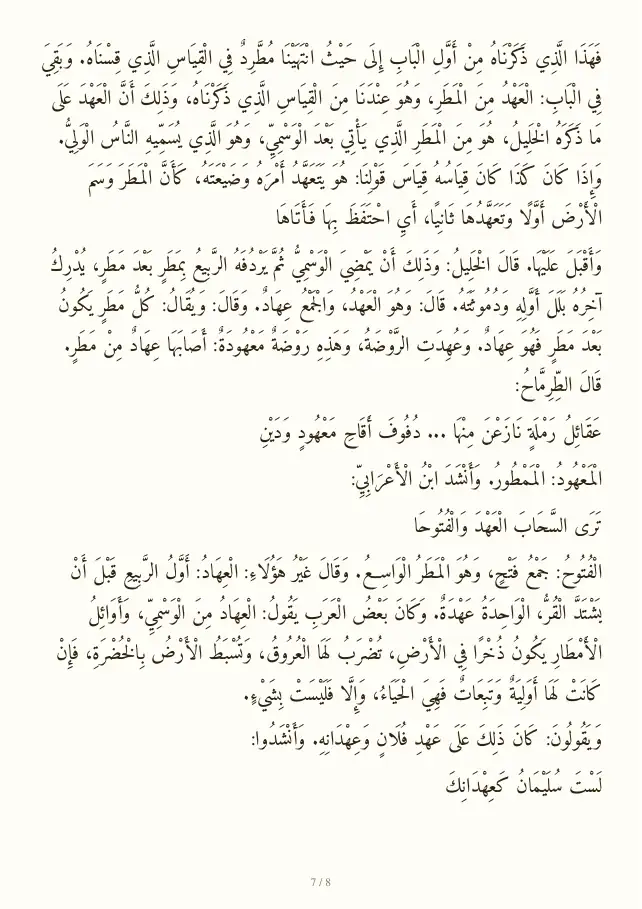 فَهَذَا الَّذِي ذَكَرْنَاهُ مِنْ أَوَّلِ الْبَابِ إِلَى حَيْثُ انْتَهَيْنَا مُطَّرِدٌ فِي الْقِيَاسِ الَّذِي قِسْنَاهُ. وَبَقِيَ
فِي الْبَابِ: الْعَهْدُ مِنَ الْمَطَرِ، وَهُوَ عِنْدَنَا مِنَ الْقِيَاسِ الَّذِي ذَكَرْنَاهُ، وَذَلِكَ أَنَّ الْعَهْدَ عَلَى
مَا ذَكَرَهُ الْخَلِيلُ، هُوَ مِنَ الْمَطَرِ الَّذِي يَأْتِي بَعْدَ الْوَسْمِيِّ، وَهُوَ الَّذِي يُسَمِّيهِ النَّاسُ الْوَلِيَّ.
وَإِذَا كَانَ كَذَا كَانَ قِيَاسُهُ قِيَاسَ قَوْلِنَا: هُوَ يَتَعَهَّدُ أَمْرَهُ وَضَيْعَتَهُ، كَأَنَّ الْمَطَرَ وَسَمَ
الْأَرْضَ أَوَّلًا وَتَعَهَّدُهَا ثَانِيًا، أَيِ احْتَفَظَ بِهَا فَأَتَاهَا
وَأَقْبَلَ عَلَيْهَا. قَالَ الْخَلِيلُ: وَذَلِكَ أَنْ يَمْضِيَ الْوَسْمِيُّ ثُمَّ يَرْدُفَهُ الرَّبِيعُ بِمَطَرٍ بَعْدَ مَطَرٍ، يُدْرِكُ
آخِرُهُ بَلَلَ أَوَّلِهِ وَدُمُوثَتَهُ. قَالَ: وَهُوَ الْعَهْدُ، وَالْجَمْعُ عِهَادٌ. وَقَالَ: وَيُقَالُ: كُلُّ مَطَرٍ يَكُونُ
بَعْدَ مَطَرٍ فَهُوَ عِهَادٌ. وَعُهِدَتِ الرَّوْضَةُ، وَهَذِهِ رَوْضَةٌ مَعْهُودَةٌ: أَصَابَهَا عِهَادٌ مِنْ مَطَرٍ.
قَالَ الطِّرِمَّاحُ:
عَقَائِلُ رَمْلَةٍ نَازَعْنَ مِنْهَا ... دُفُوفَ أَقَاحِ مَعْهُودٍ وَدَيْنِ
الْمَعْهُودُ: الْمَمْطُورُ. وَأَنْشَدَ ابْنُ الْأَعْرَابِيِّ:
تَرَى السَّحَابَ الْعَهْدَ وَالْفُتُوحَا
الْفُتُوحُ: جَمْعُ فَتْحٍ، وَهُوَ الْمَطَرُ الْوَاسِعُ. وَقَالَ غَيْرُ هَؤُلَاءِ: الْعِهَادُ: أَوَّلُ الرَّبِيعِ قَبْلَ أَنْ
يَشْتَدَّ الْقُرُّ، الْوَاحِدَةُ عَهْدَةٌ. وَكَانَ بَعْضُ الْعَرَبِ يَقُولُ: الْعِهَادُ مِنَ الْوَسْمِيِّ، وَأَوَائِلُ
الْأَمْطَارِ يَكُونُ ذُخْرًا فِي الْأَرْضِ، تُضْرَبُ لَهَا الْعُرُوقُ، وَتُسْبَطُ الْأَرْضُ بِالْخُضْرَةِ، فَإِنْ
كَانَتْ لَهَا أَوْلِيَةٌ وَتَبِعَاتٌ فَهِيَ الْحَيَاءُ، وَإِلَّا فَلَيْسَتْ بِشَيْءٍ.
وَيَقُولُونَ: كَانَ ذَلِكَ عَلَى عَهْدِ فُلَانٍ وَعِهْدَانِهِ. وَأَنْشَدُوا:
لَسْتَ سُلَيْمَانُ كَعِهْدَانِكَ
7 / 8